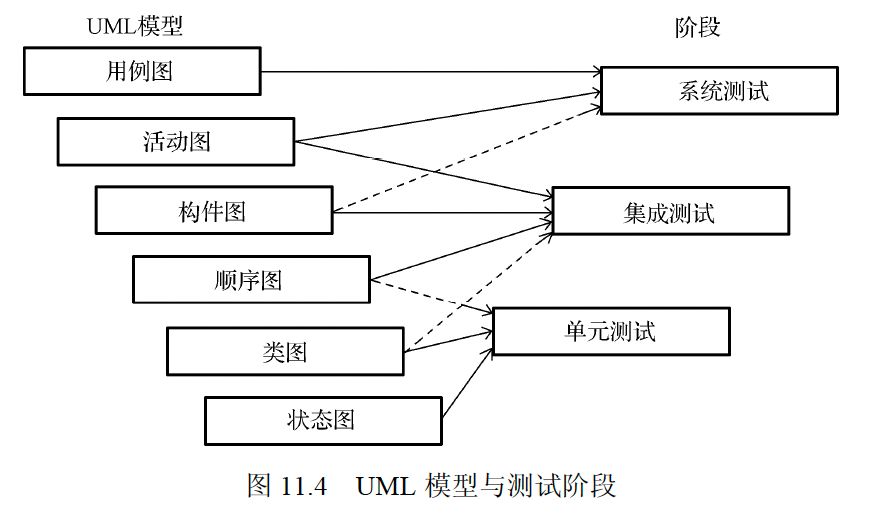 UML模型
阶段
用例图
系统测试
活动图
构件图
集成测试
顺序图
单元测试
类图
状态图
图 11.4 UML 模型与测试阶段